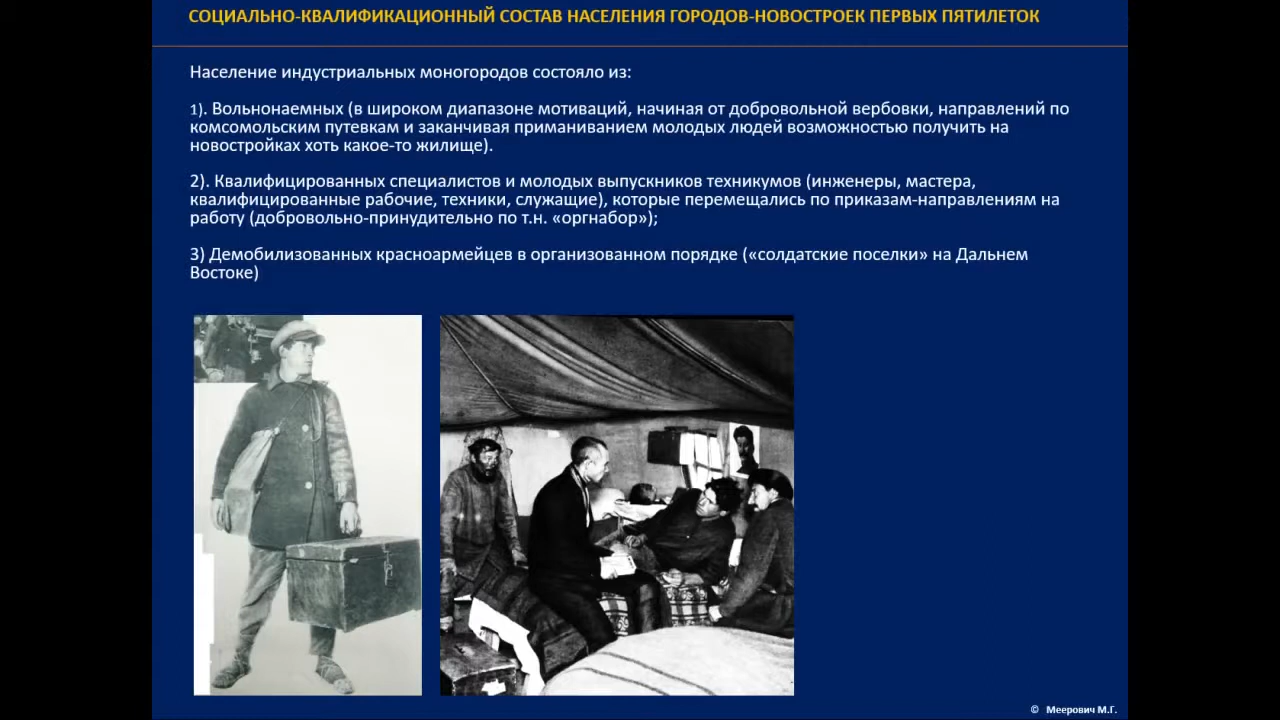 СОЦИАЛЬНО-КВАЛИФИКАЦИОННЫЙ СОСТАВ НАСЕЛЕНИЯ ГОРОДОВ-НОВОСТРОЕК ПЕРВЫХ ПЯТИЛЕТОК
Население индустриальных моногородов состояло из:
1). Вольнонаемных (в широком диапазоне мотиваций, начиная от добровольной вербовки, направлений по
комсомольским путевкам и заканчивая приманиванием молодых людей возможностью получить на
новостройках хоть какое-то жилище).
2). Квалифицированных специалистов и молодых выпускников техникумов (инженеры, мастера,
квалифицированные рабочие, техники, служащие), которые перемещались по приказам-направлениям на
работу (добровольно-принудительно по т.н. «оргнабор»);
3) Демобилизованных красноармейцев в организованном порядке («солдатские поселки» на Дальнем
Востоке)
© Меерович М.Г.